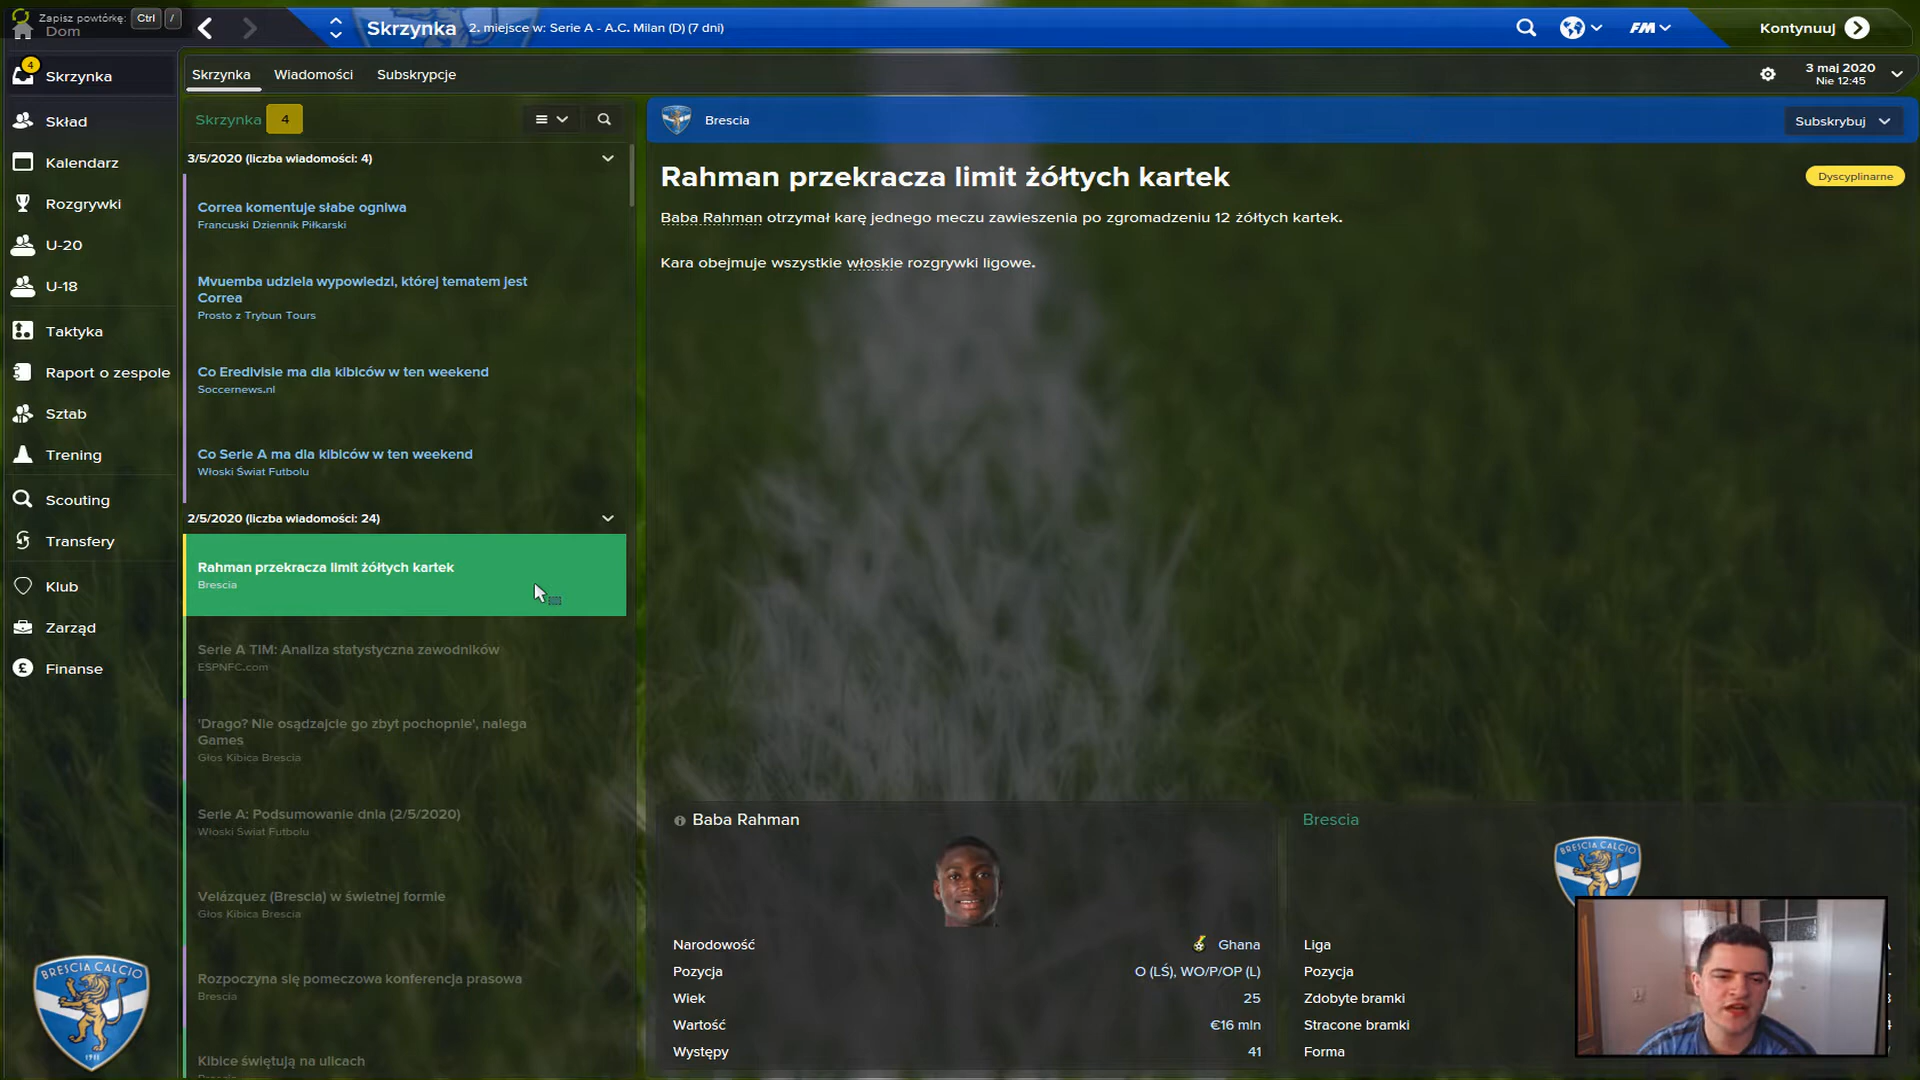 Zapisz powtórkę: Ctrl /
Dom
Skrzynka
2. miejsce w: Serie A - A.C. Milan (D) (7 dni)
FM
Kontynuuj
4
Skrzynka
Skład
Kalendarz
Rozgrywki
U-20
U-18
Taktyka
Raport o zespole
Sztab
Trening
Scouting
Transfery
Klub
Zarząd
Finanse
BRESCIA CALCIO
1911
Skrzynka Wiadomości Subskrypcje
3 maj 2020
Nie 12:45
Skrzynka 4
3/5/2020 (liczba wiadomości: 4)
Correa komentuje słabe ogniwa
Francuski Dziennik Piłkarski
Mvuemba udziela wypowiedzi, której tematem jest
Correa
Prosto z Trybun Tours
Co Eredivisie ma dla kibiców w ten weekend
Soccernews.nl
Co Serie A ma dla kibiców w ten weekend
Włoski Świat Futbolu
2/5/2020 (liczba wiadomości: 24)
Rahman przekracza limit żółtych kartek
Brescia
Serie A TIM: Analiza statystyczna zawodników
ESPNFC.com
'Drago? Nie osądzajcie go zbyt pochopnie', nalega
Games
Głos Kibica Brescia
Serie A: Podsumowanie dnia (2/5/2020)
Włoski Świat Futbolu
Velázquez (Brescia) w świetnej formie
Głos Kibica Brescia
Rozpoczyna się pomeczowa konferencja prasowa
Brescia
Kibice świętują na ulicach
Brescia
Subskrybuj
Rahman przekracza limit żółtych kartek
Dyscyplinarne
Baba Rahman otrzymał karę jednego meczu zawieszenia po zgromadzeniu 12 żółtych kartek.
Kara obejmuje wszystkie włoskie rozgrywki ligowe.
Baba Rahman
Narodowość Ghana
Pozycja O (LŚ), WO/P/OP (L)
Wiek 25
Wartość €16 mln
Występy 41
Brescia
BRESCIA CALCIO
Liga
Pozycja
Zdobyte bramki
Stracone bramki
Forma